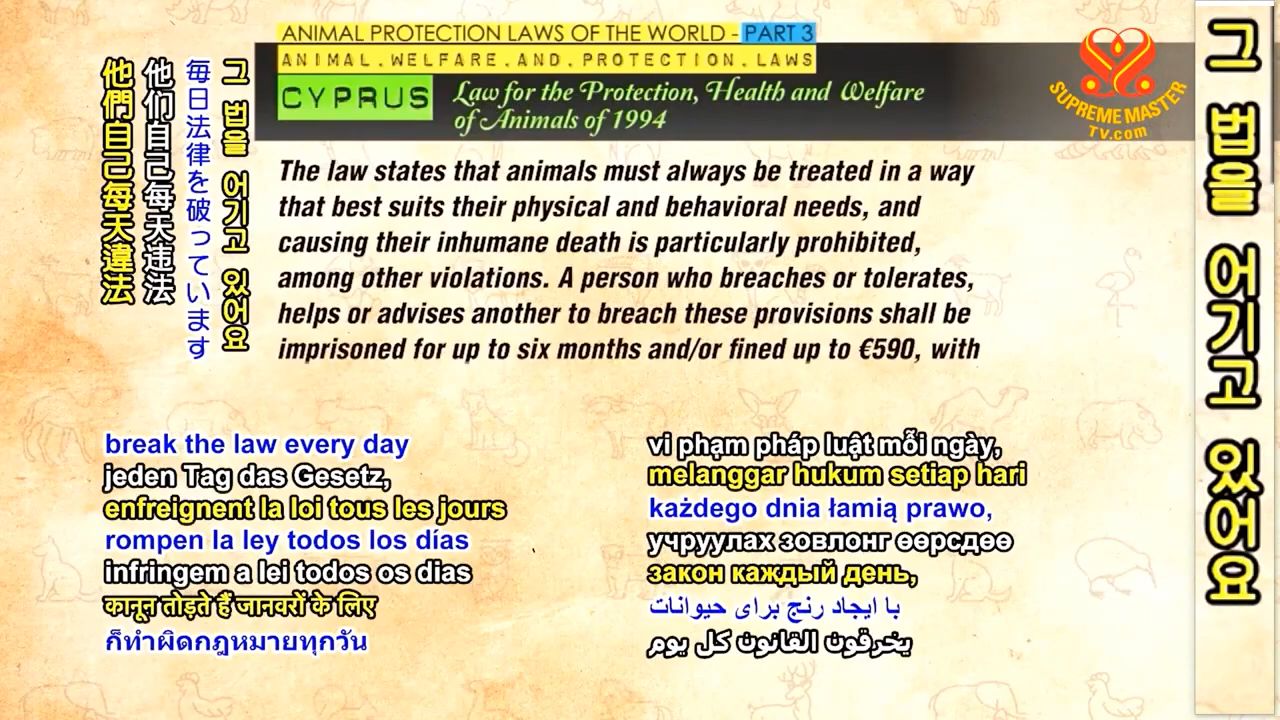 ANIMAL PROTECTION LAWS OF THE WORLD - PART 3
ANIMAL.WELFARE.AND.PROTECTION.LAWS
CYPRUS
Law for the Protection, Health and Welfare
of Animals of 1994
SUPREME MASTER
TV.com
他們自己每天違法
他们自己每天违法
毎日法律を破っています
그 법을 어기고 있어요
The law states that animals must always be treated in a way
that best suits their physical and behavioral needs, and
causing their inhumane death is particularly prohibited,
among other violations. A person who breaches or tolerates,
helps or advises another to breach these provisions shall be
imprisoned for up to six months and/or fined up to €590, with
break the law every day
jeden Tag das Gesetz,
enfreignent la loi tous les jours
rompen la ley todos los días
infringem a lei todos os dias
कानून तोड़ते हैं जानवरों के लिए
ก็ทำผิดกฎหมายทุกวัน
vi phạm pháp luật mỗi ngày,
melanggar hukum setiap hari
każdego dnia łamią prawo,
учруулах зовлонг өөрсдөө
закон каждый день,
با ایجاد رنج برای حیوانات
يخرقون القانون كل يوم
그 법을 어기고 있어요